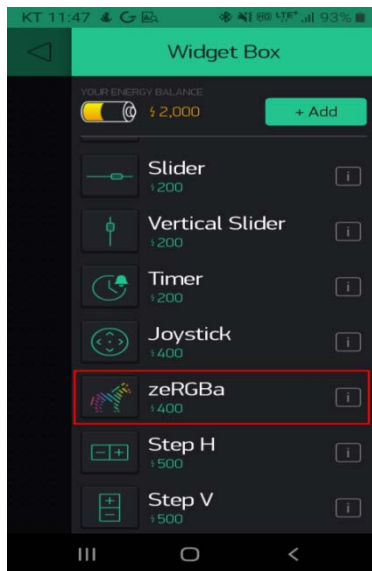 KT 11:47
LTE+ 93%
Widget Box
YOUR ENERGY BALANCE
2,000
+ Add
Slider
200
Vertical Slider
200
Timer
200
Joystick
400
zeRGBa
400
Step H
500
Step V
500